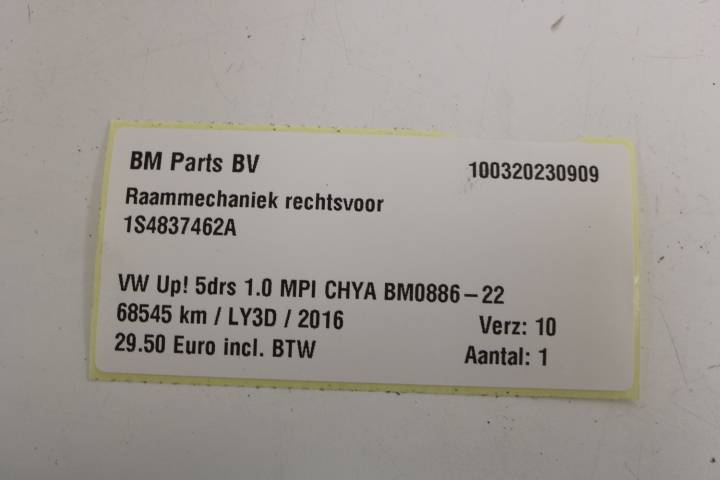 BM Parts BV 100320230909
Raammechaniek rechtsvoor
1S4837462A
VW Up! 5drs 1.0 MPI CHYA BM0886-22
68545 km / LY3D / 2016 Verz: 10
29.50 Euro incl. BTW Aantal: 1